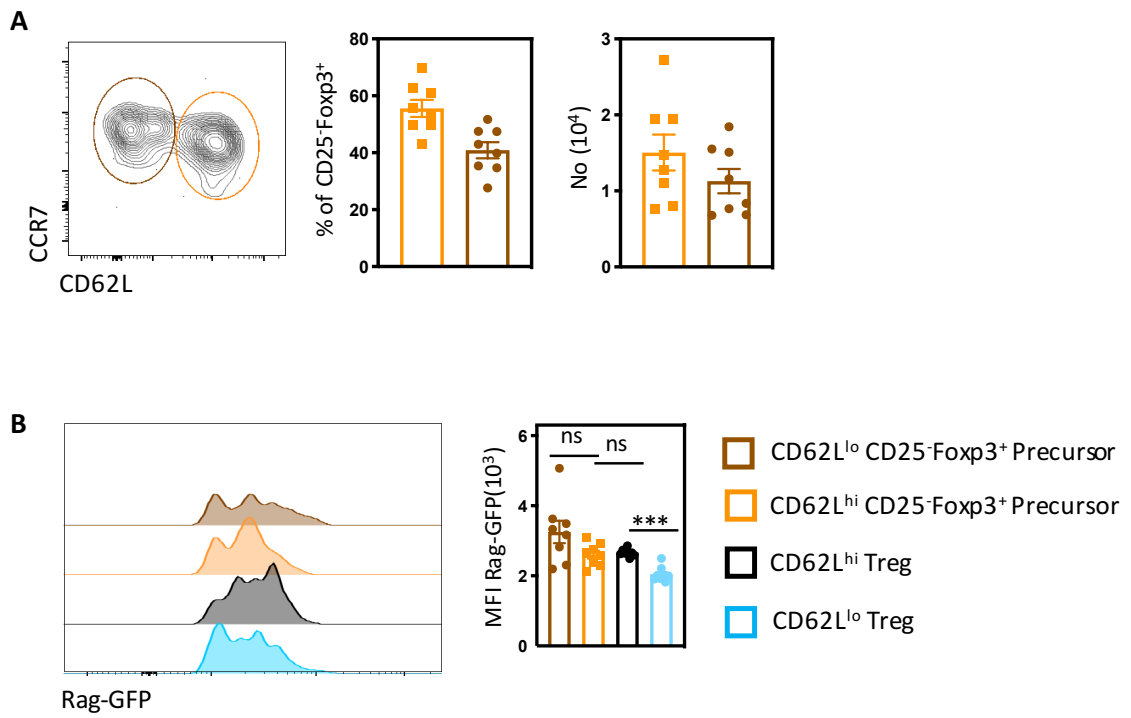 A
CCR7
CD62L
% of CD25⁻Foxp3⁺
80
60
40
20
0
No (10⁴)
3
2
1
0
B
Rag-GFP
MFI Rag-GFP(10³)
6
4
2
0
ns
ns
***
CD62Lˡᵒ CD25⁻Foxp3⁺ Precursor
CD62Lʰⁱ CD25⁻Foxp3⁺ Precursor
CD62Lʰⁱ Treg
CD62Lˡᵒ Treg